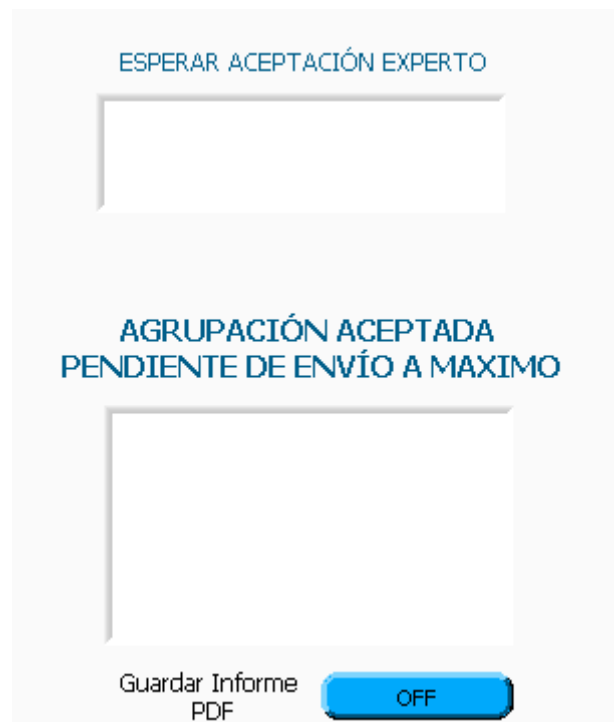 ESPERAR ACEPTACIÓN EXPERTO
AGRUPACIÓN ACEPTADA
PENDIENTE DE ENVÍO A MAXIMO
Guardar Informe
PDF
OFF